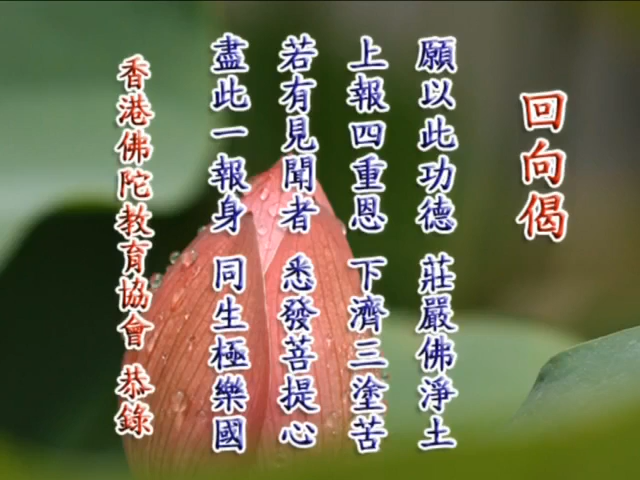 回向偈
願以此功德 莊嚴佛淨土
上報四重恩 下濟三塗苦
若有見聞者 悉發菩提心
盡此一報身 同生極樂國
香港佛陀教育協會 恭錄